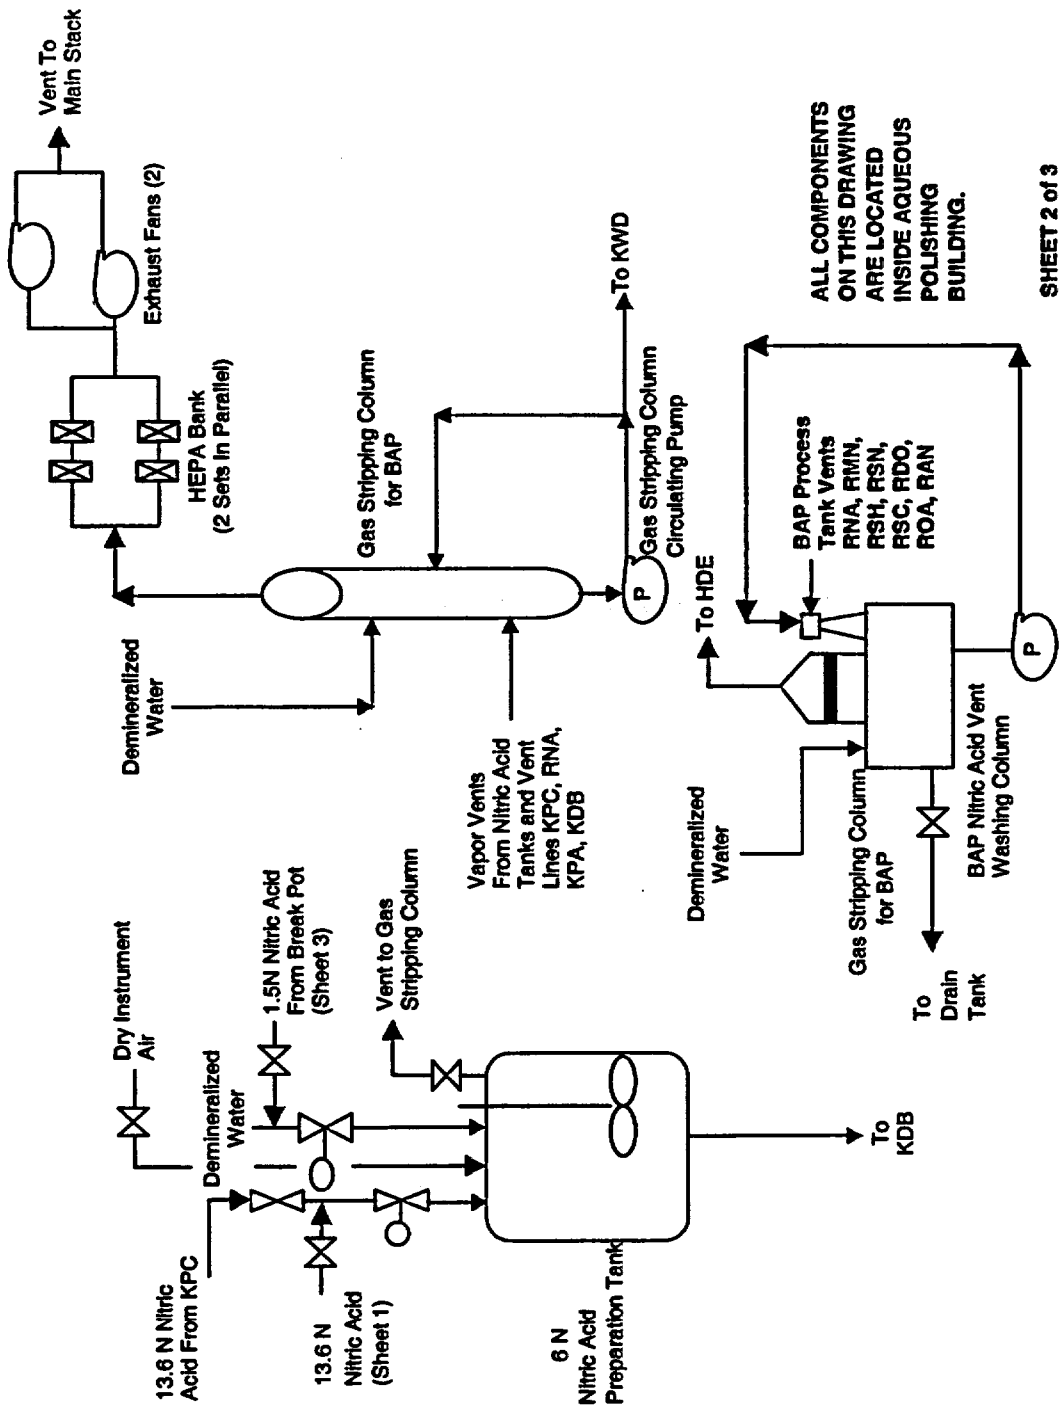 13.6 N Nitric
Acid From KPC
Dry Instrument
Air
Demineralized
Water
1.5N Nitric Acid
From Break Pot
(Sheet 3)
13.6 N
Nitric Acid
(Sheet 1)
Vent to Gas
Stripping Column
6 N
Nitric Acid
Preparation Tank
To
KDB
Demineralized
Water
Vapor Vents
From Nitric Acid
Tanks and Vent
Lines KPC, RNA,
KPA, KDB
Gas Stripping Column
for BAP
HEPA Bank
(2 Sets In Parallel)
Exhaust Fans (2)
Vent To
Main Stack
P
Gas Stripping Column
Circulating Pump
To KWD
Demineralized
Water
To HDE
Gas Stripping Column
for BAP
To
Drain
Tank
BAP Nitric Acid Vent
Washing Column
BAP Process
Tank Vents
RNA, RMN,
RSH, RSN,
RSC, RDO,
ROA, RAN
P
ALL COMPONENTS
ON THIS DRAWING
ARE LOCATED
INSIDE AQUEOUS
POLISHING
BUILDING.
SHEET 2 of 3